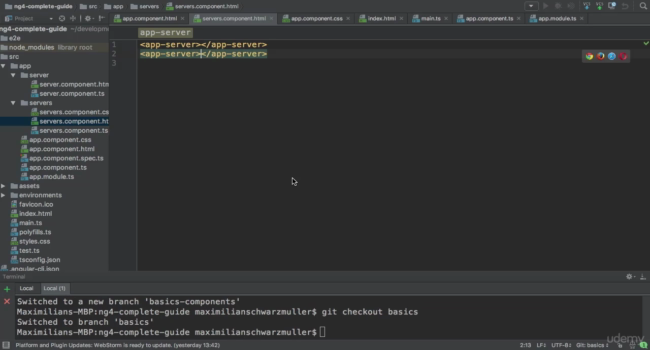 ng4-complete-guide src app servers servers.component.html
Project
app.component.html servers.component.html app.component.css index.html main.ts app.component.ts app.module.ts
ng4-complete-guide ~/developm
e2e
node_modules library root
src
app
server
server.component.htm
server.component.ts
servers
servers.component.cs
servers.component.ht
servers.component.ts
app.component.css
app.component.html
app.component.spec.ts
app.component.ts
app.module.ts
assets
environments
favicon.ico
index.html
main.ts
polyfills.ts
styles.css
test.ts
tsconfig.json
.angular-cli.json
app-server
1 <app-server></app-server>
2 <app-server></app-server>
3
Terminal
Local Local (1)
Switched to a new branch 'basics-components'
Maximilians-MBP:ng4-complete-guide maximilianschwarzmuller$ git checkout basics
Switched to branch 'basics'
Maximilians-MBP:ng4-complete-guide maximilianschwarzmuller$
Platform and Plugin Updates: WebStorm is ready to update. (yesterday 13:42) 2:13 LF÷ UTF-8÷ Git: basics÷
udemy